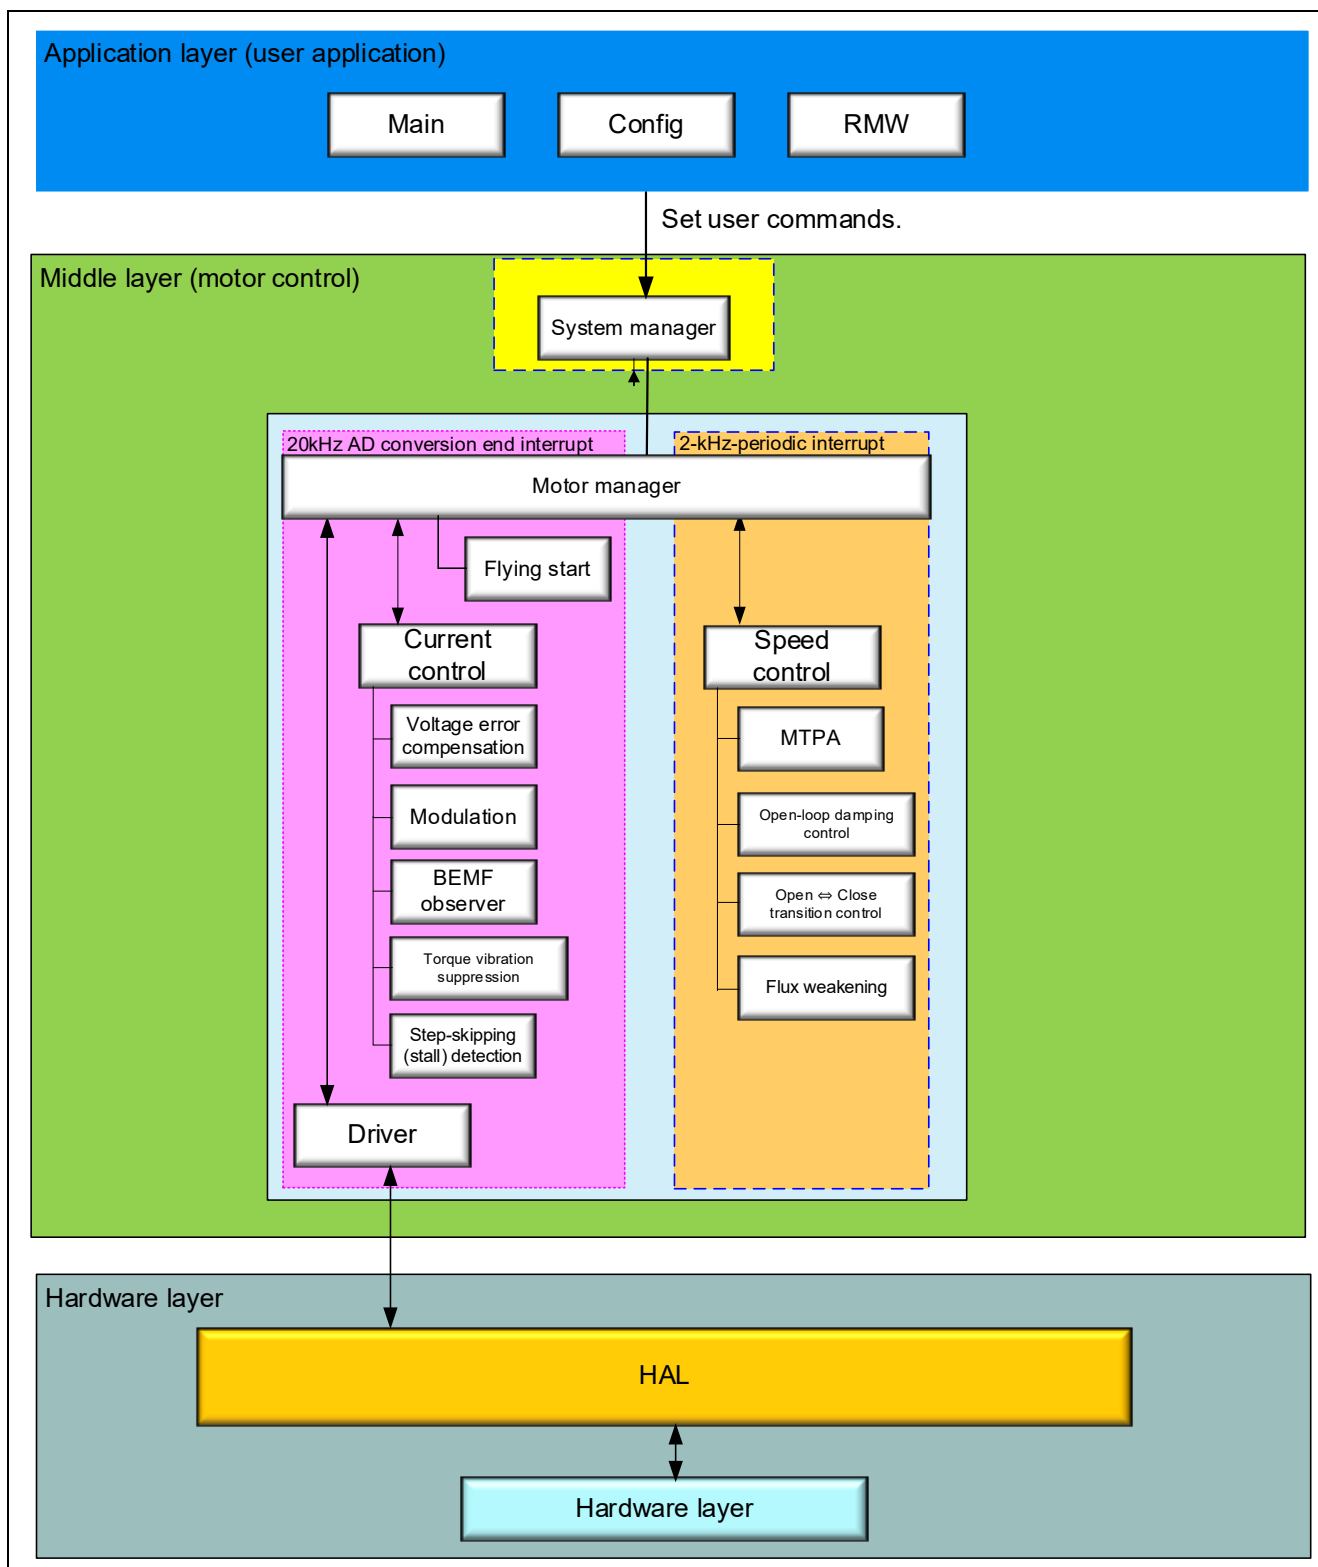 Application layer (user application)
Main
Config
RMW
Set user commands.
Middle layer (motor control)
System manager
20kHz AD conversion end interrupt
2-kHz-periodic interrupt
Motor manager
Flying start
Current
control
Voltage error
compensation
Modulation
BEMF
observer
Torque vibration
suppression
Step-skipping
(stall) detection
Driver
Speed
control
MTPA
Open-loop damping
control
Open ⇔ Close
transition control
Flux weakening
Hardware layer
HAL
Hardware layer